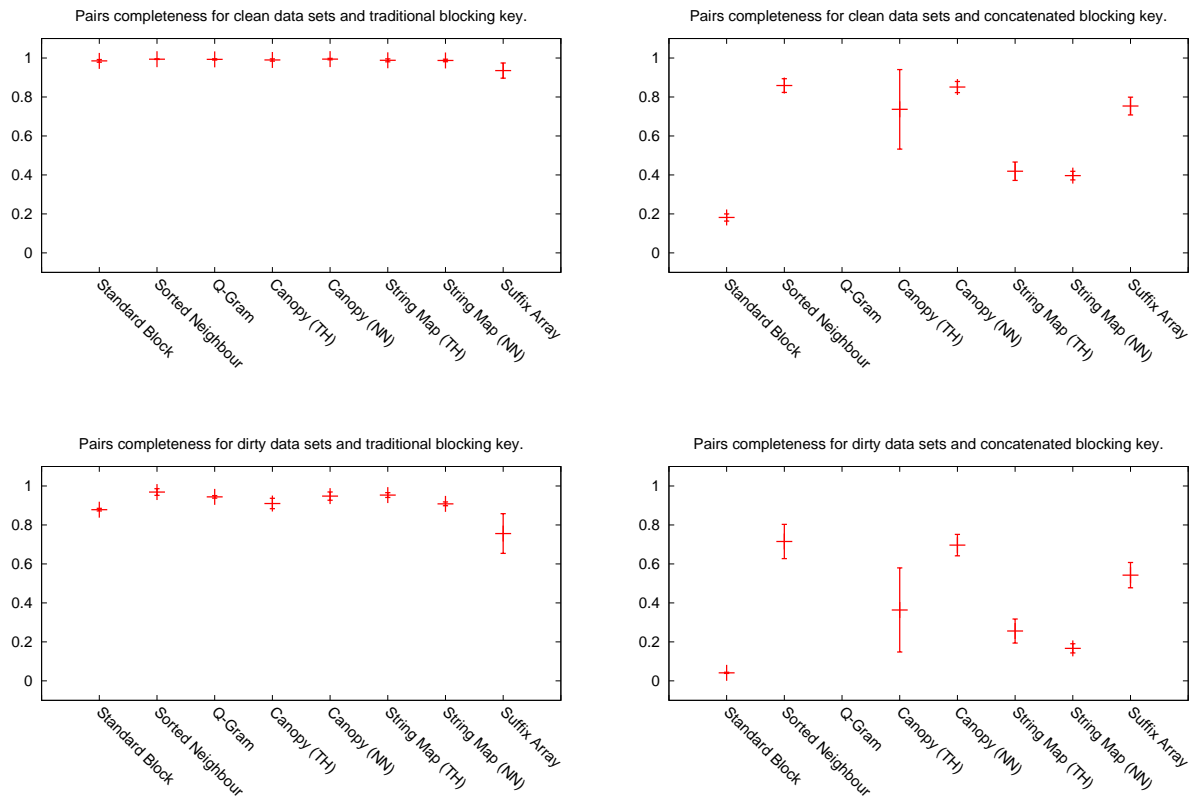 Pairs completeness for clean data sets and traditional blocking key.
1
0.8
0.6
0.4
0.2
0
Standard Block
Sorted Neighbour
Q-Gram
Canopy (TH)
Canopy (NN)
String Map (TH)
String Map (NN)
Suffix Array
Pairs completeness for clean data sets and concatenated blocking key.
1
0.8
0.6
0.4
0.2
0
Standard Block
Sorted Neighbour
Q-Gram
Canopy (TH)
Canopy (NN)
String Map (TH)
String Map (NN)
Suffix Array
Pairs completeness for dirty data sets and traditional blocking key.
1
0.8
0.6
0.4
0.2
0
Standard Block
Sorted Neighbour
Q-Gram
Canopy (TH)
Canopy (NN)
String Map (TH)
String Map (NN)
Suffix Array
Pairs completeness for dirty data sets and concatenated blocking key.
1
0.8
0.6
0.4
0.2
0
Standard Block
Sorted Neighbour
Q-Gram
Canopy (TH)
Canopy (NN)
String Map (TH)
String Map (NN)
Suffix Array